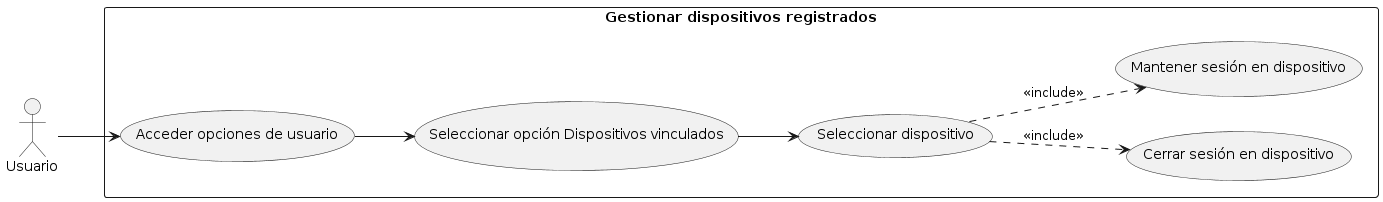 Gestionar dispositivos registrados
Mantener sesión en dispositivo
«include»
Acceder opciones de usuario
Seleccionar opción Dispositivos vinculados
Seleccionar dispositivo
«include»
Cerrar sesión en dispositivo
Usuario